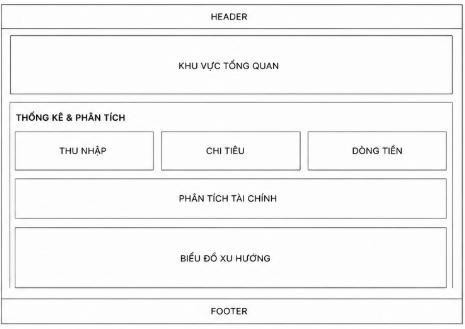 HEADER
KHU VỰC TỔNG QUAN
THỐNG KÊ & PHÂN TÍCH
THU NHẬP
CHI TIÊU
DÒNG TIỀN
PHÂN TÍCH TÀI CHÍNH
BIỂU ĐỒ XU HƯỚNG
FOOTER